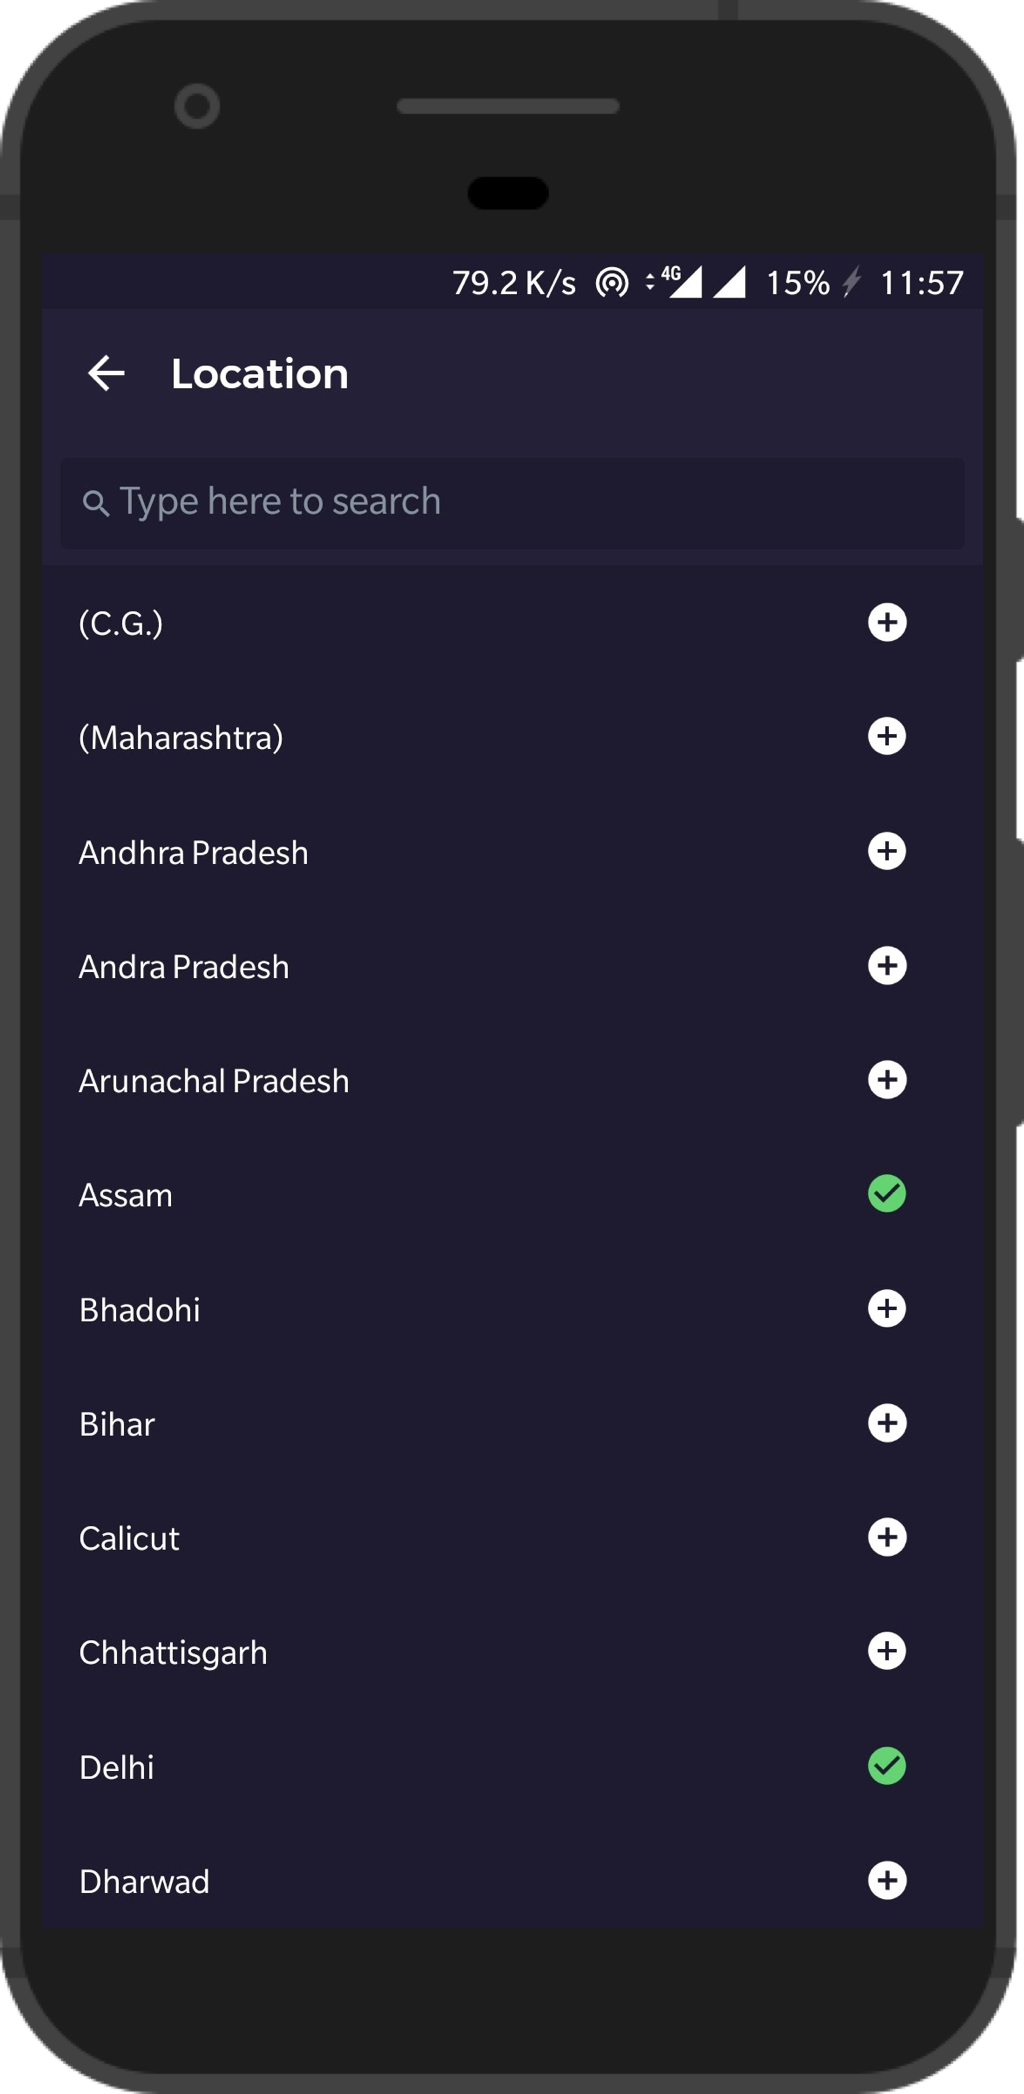 79.2 K/s 4G 15% 11:57
Location
Type here to search
(C.G.)
(Maharashtra)
Andhra Pradesh
Andra Pradesh
Arunachal Pradesh
Assam
Bhadohi
Bihar
Calicut
Chhattisgarh
Delhi
Dharwad